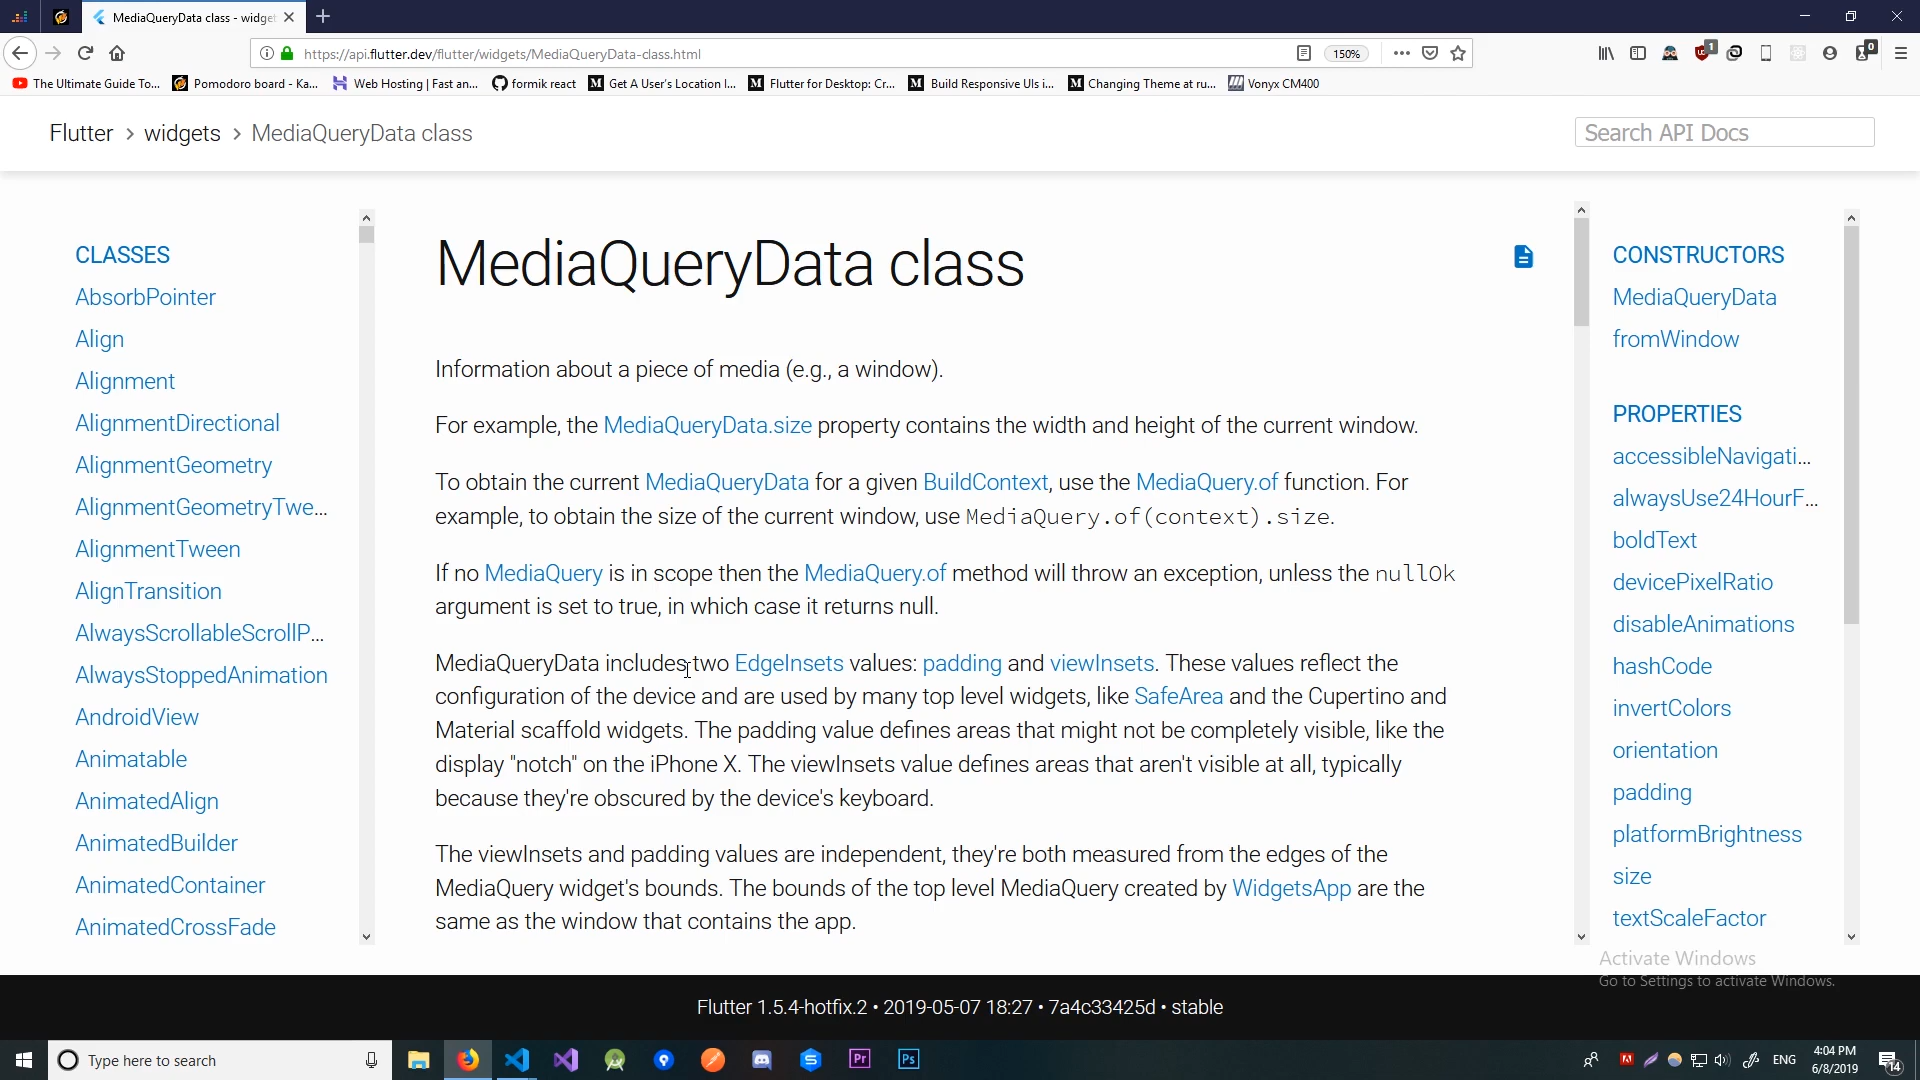 MediaQueryData class - widget
https://api.flutter.dev/flutter/widgets/MediaQueryData-class.html
150%
1
0
The Ultimate Guide To...
Pomodoro board - Ka...
Web Hosting | Fast an...
formik react
Get A User's Location I...
Flutter for Desktop: Cr...
Build Responsive UIs i...
Changing Theme at ru...
Vonyx CM400
Flutter > widgets > MediaQueryData class
Search API Docs
CLASSES
AbsorbPointer
Align
Alignment
AlignmentDirectional
AlignmentGeometry
AlignmentGeometryTwe...
AlignmentTween
AlignTransition
AlwaysScrollableScrollP...
AlwaysStoppedAnimation
AndroidView
Animatable
AnimatedAlign
AnimatedBuilder
AnimatedContainer
AnimatedCrossFade
MediaQueryData class
Information about a piece of media (e.g., a window).
For example, the MediaQueryData.size property contains the width and height of the current window.
To obtain the current MediaQueryData for a given BuildContext, use the MediaQuery.of function. For
example, to obtain the size of the current window, use MediaQuery.of(context).size.
If no MediaQuery is in scope then the MediaQuery.of method will throw an exception, unless the nullOk
argument is set to true, in which case it returns null.
MediaQueryData includes two EdgeInsets values: padding and viewInsets. These values reflect the
configuration of the device and are used by many top level widgets, like SafeArea and the Cupertino and
Material scaffold widgets. The padding value defines areas that might not be completely visible, like the
display "notch" on the iPhone X. The viewInsets value defines areas that aren't visible at all, typically
because they're obscured by the device's keyboard.
The viewInsets and padding values are independent, they're both measured from the edges of the
MediaQuery widget's bounds. The bounds of the top level MediaQuery created by WidgetsApp are the
same as the window that contains the app.
CONSTRUCTORS
MediaQueryData
fromWindow
PROPERTIES
accessibleNavigati...
alwaysUse24HourF...
boldText
devicePixelRatio
disableAnimations
hashCode
invertColors
orientation
padding
platformBrightness
size
textScaleFactor
Activate Windows
Go to Settings to activate Windows.
Flutter 1.5.4-hotfix.2 • 2019-05-07 18:27 • 7a4c33425d • stable
Type here to search
Pr
Ps
ENG
4:04 PM
6/8/2019
14